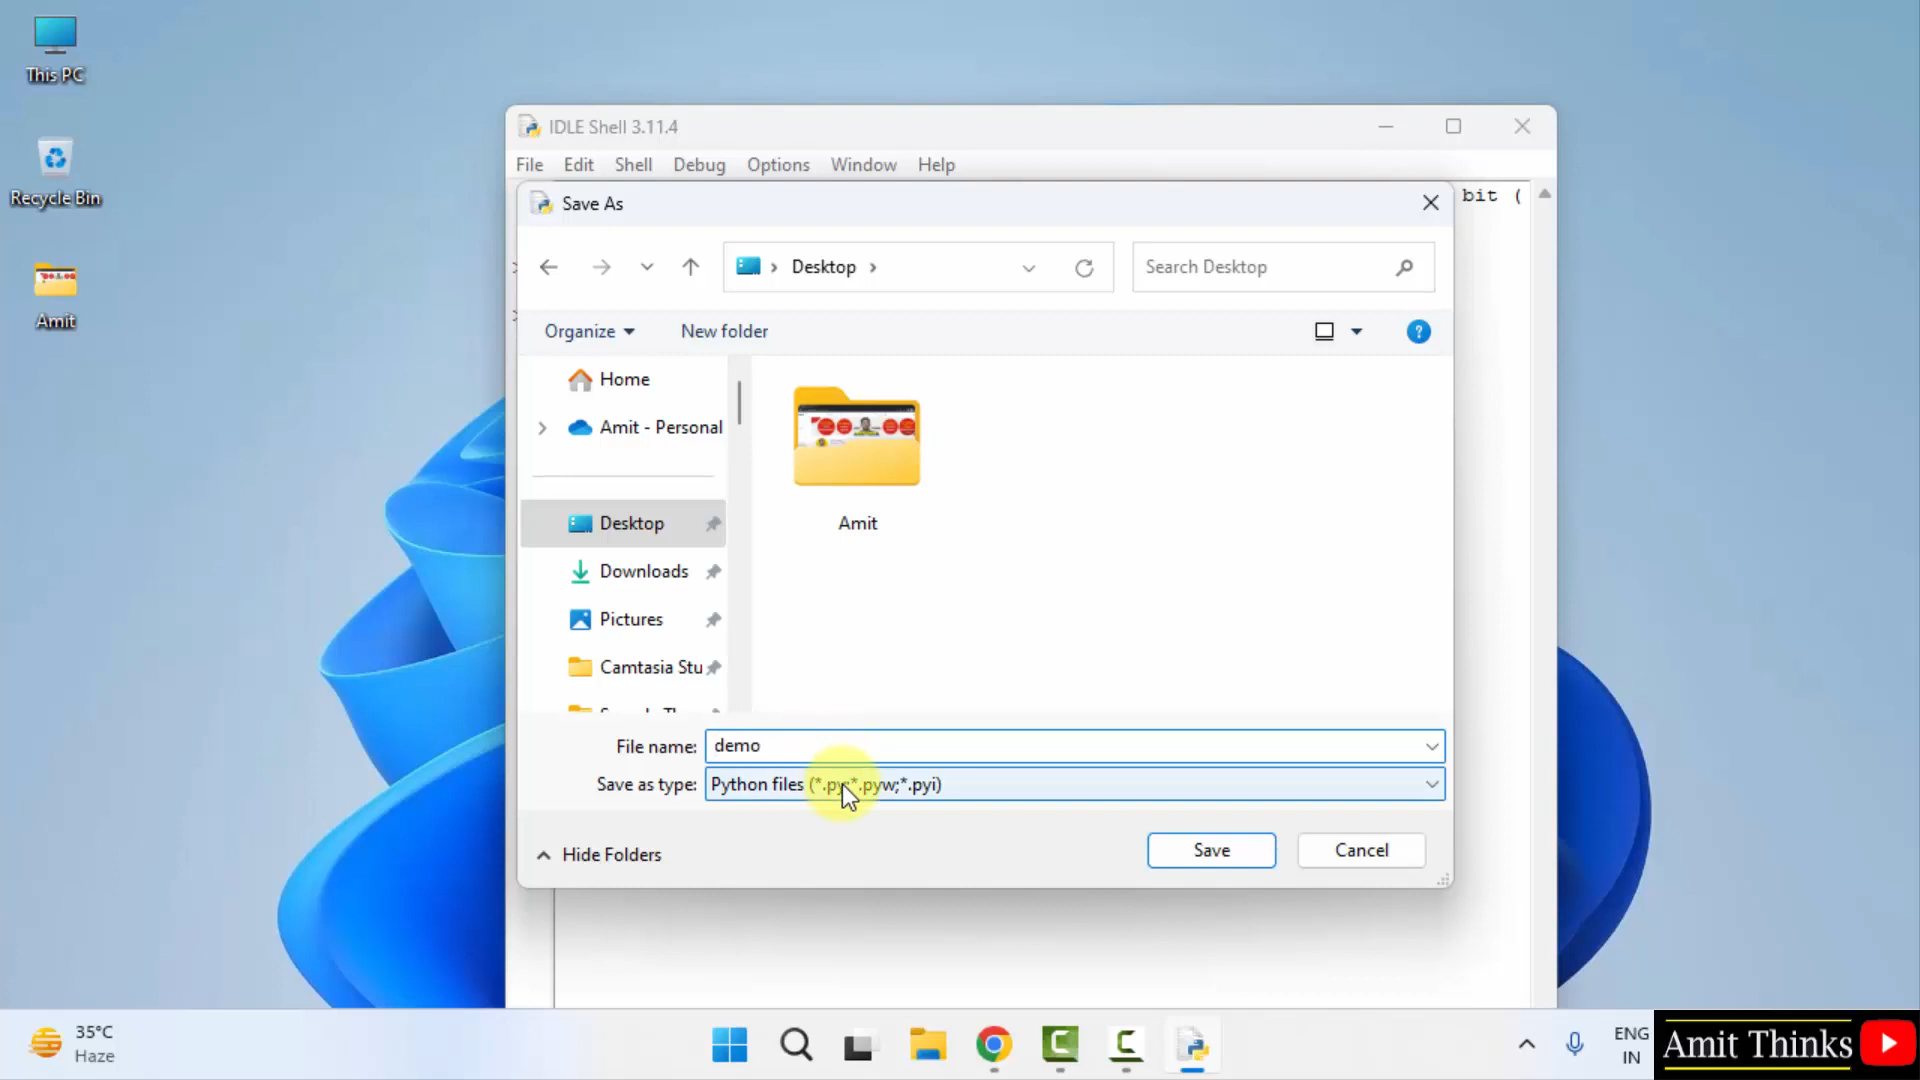 This PC
Recycle Bin
Amit
IDLE Shell 3.11.4
File Edit Shell Debug Options Window Help
bit (
Save As
Desktop
Search Desktop
Organize
New folder
Home
Amit - Personal
Desktop
Downloads
Pictures
Camtasia Stu
Amit
File name: demo
Save as type: Python files (*.py;*.pyw;*.pyi)
Hide Folders
Save
Cancel
35°C
Haze
ENG
IN
Amit Thinks